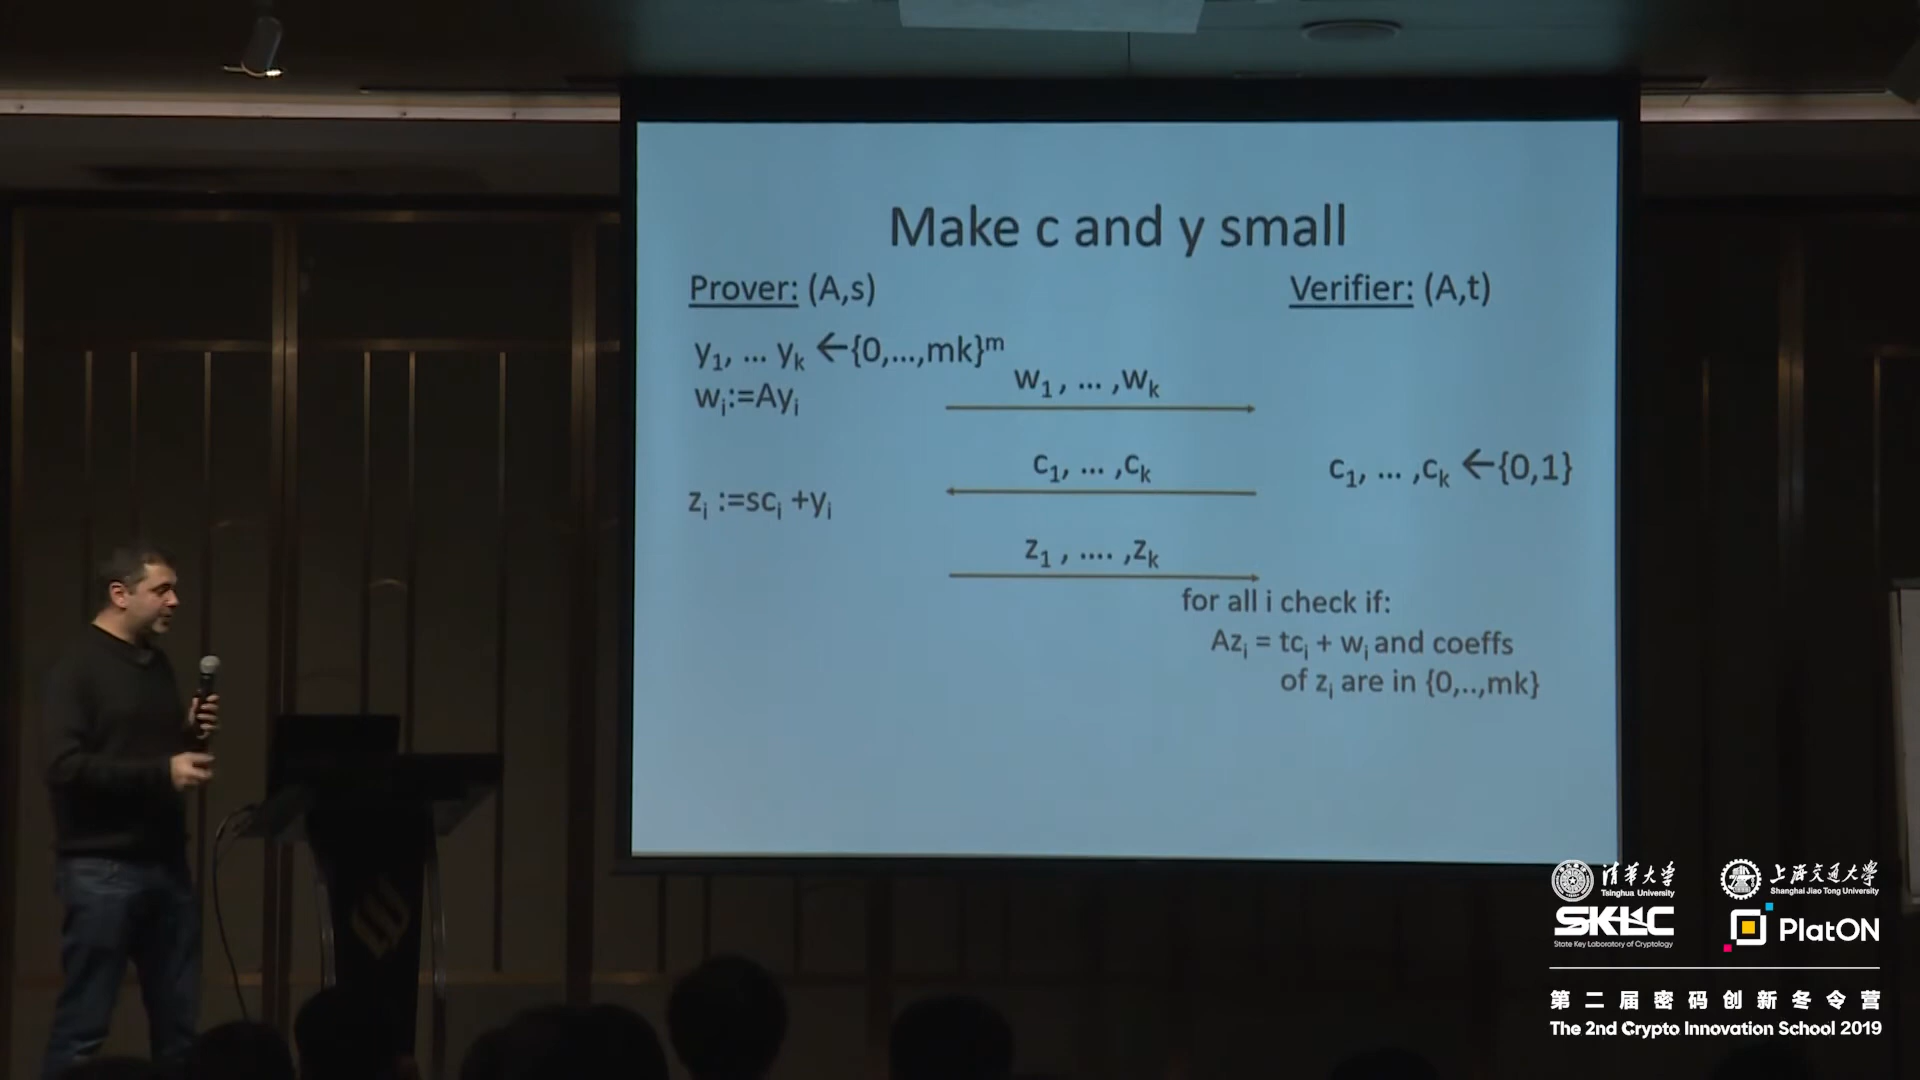 Make c and y small
Prover: (A,s)
Verifier: (A,t)
y₁, ... yₖ ←{0,...,mk}ᵐ
wᵢ:=Ayᵢ
w₁, ... ,wₖ
c₁, ... ,cₖ
c₁, ... ,cₖ ←{0,1}
zᵢ :=scᵢ +yᵢ
z₁ , .... ,zₖ
for all i check if:
Azᵢ = tcᵢ + wᵢ and coeffs
of zᵢ are in {0,..,mk}
清华大学
Tsinghua University
上海交通大学
Shanghai Jiao Tong University
SKLC
State Key Laboratory of Cryptology
PlatON
第二届密码创新冬令营
The 2nd Crypto Innovation School 2019